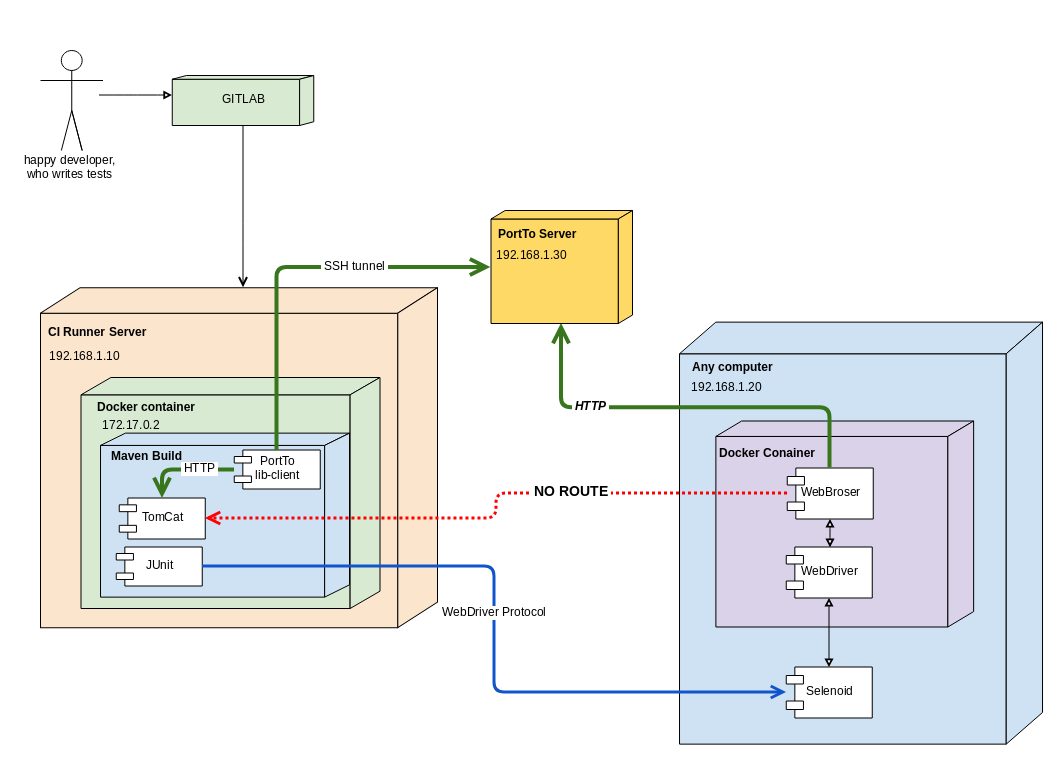 GITLAB
happy developer,
who writes tests
PortTo Server
192.168.1.30
SSH tunnel
CI Runner Server
192.168.1.10
Any computer
192.168.1.20
HTTP
Docker container
172.17.0.2
Maven Build
PortTo
lib-client
HTTP
TomCat
JUnit
NO ROUTE
Docker Conainer
WebBroser
WebDriver
WebDriver Protocol
Selenoid